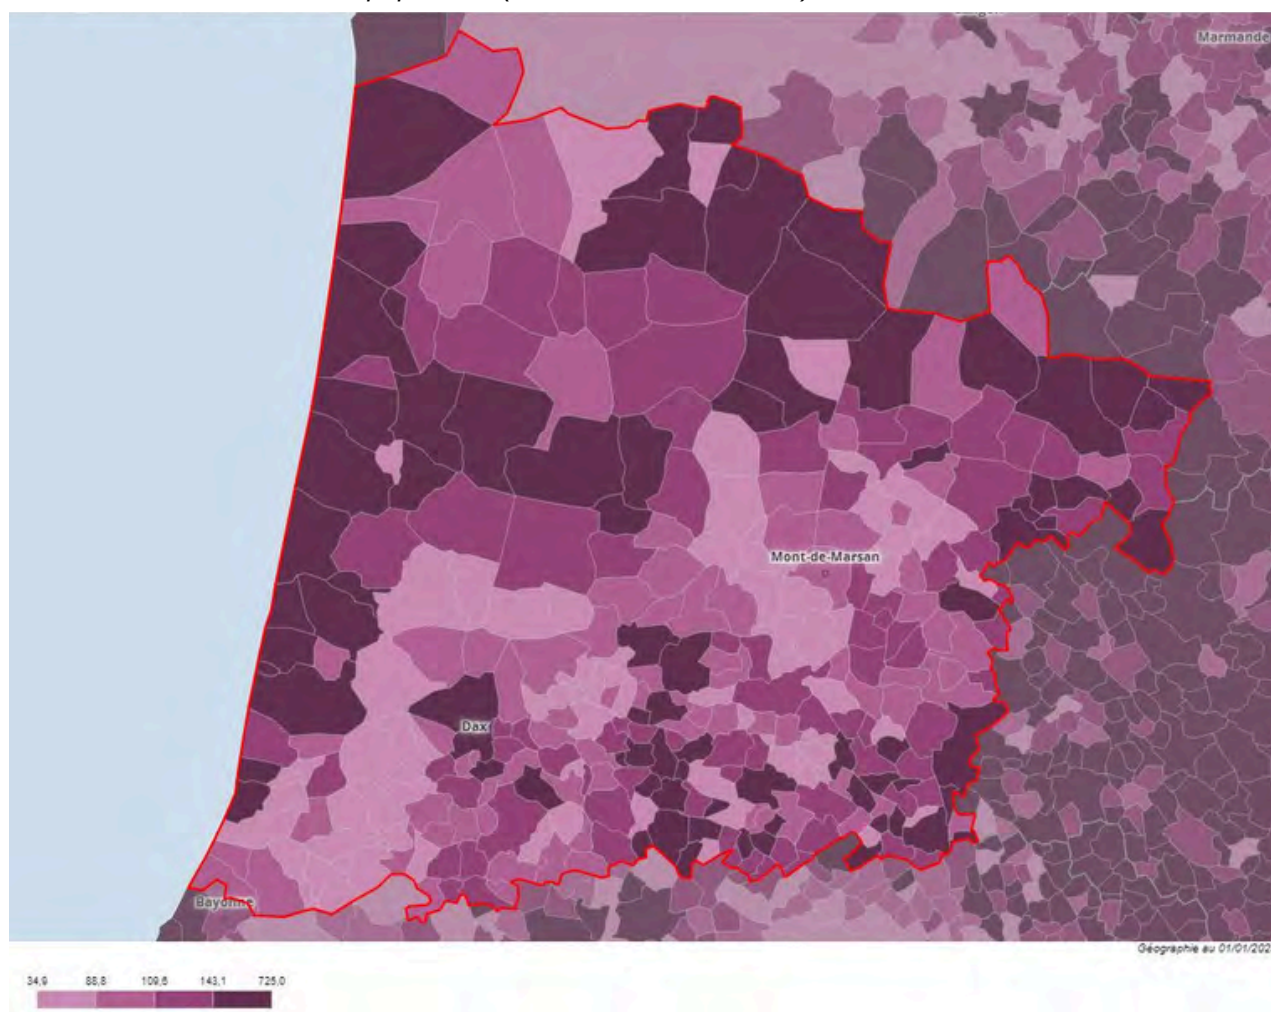 Marmande
Mont-de-Marsan
Dax
Bayonne
Géographie au 01/01/202
34,9 88,8 109,6 143,1 725,0